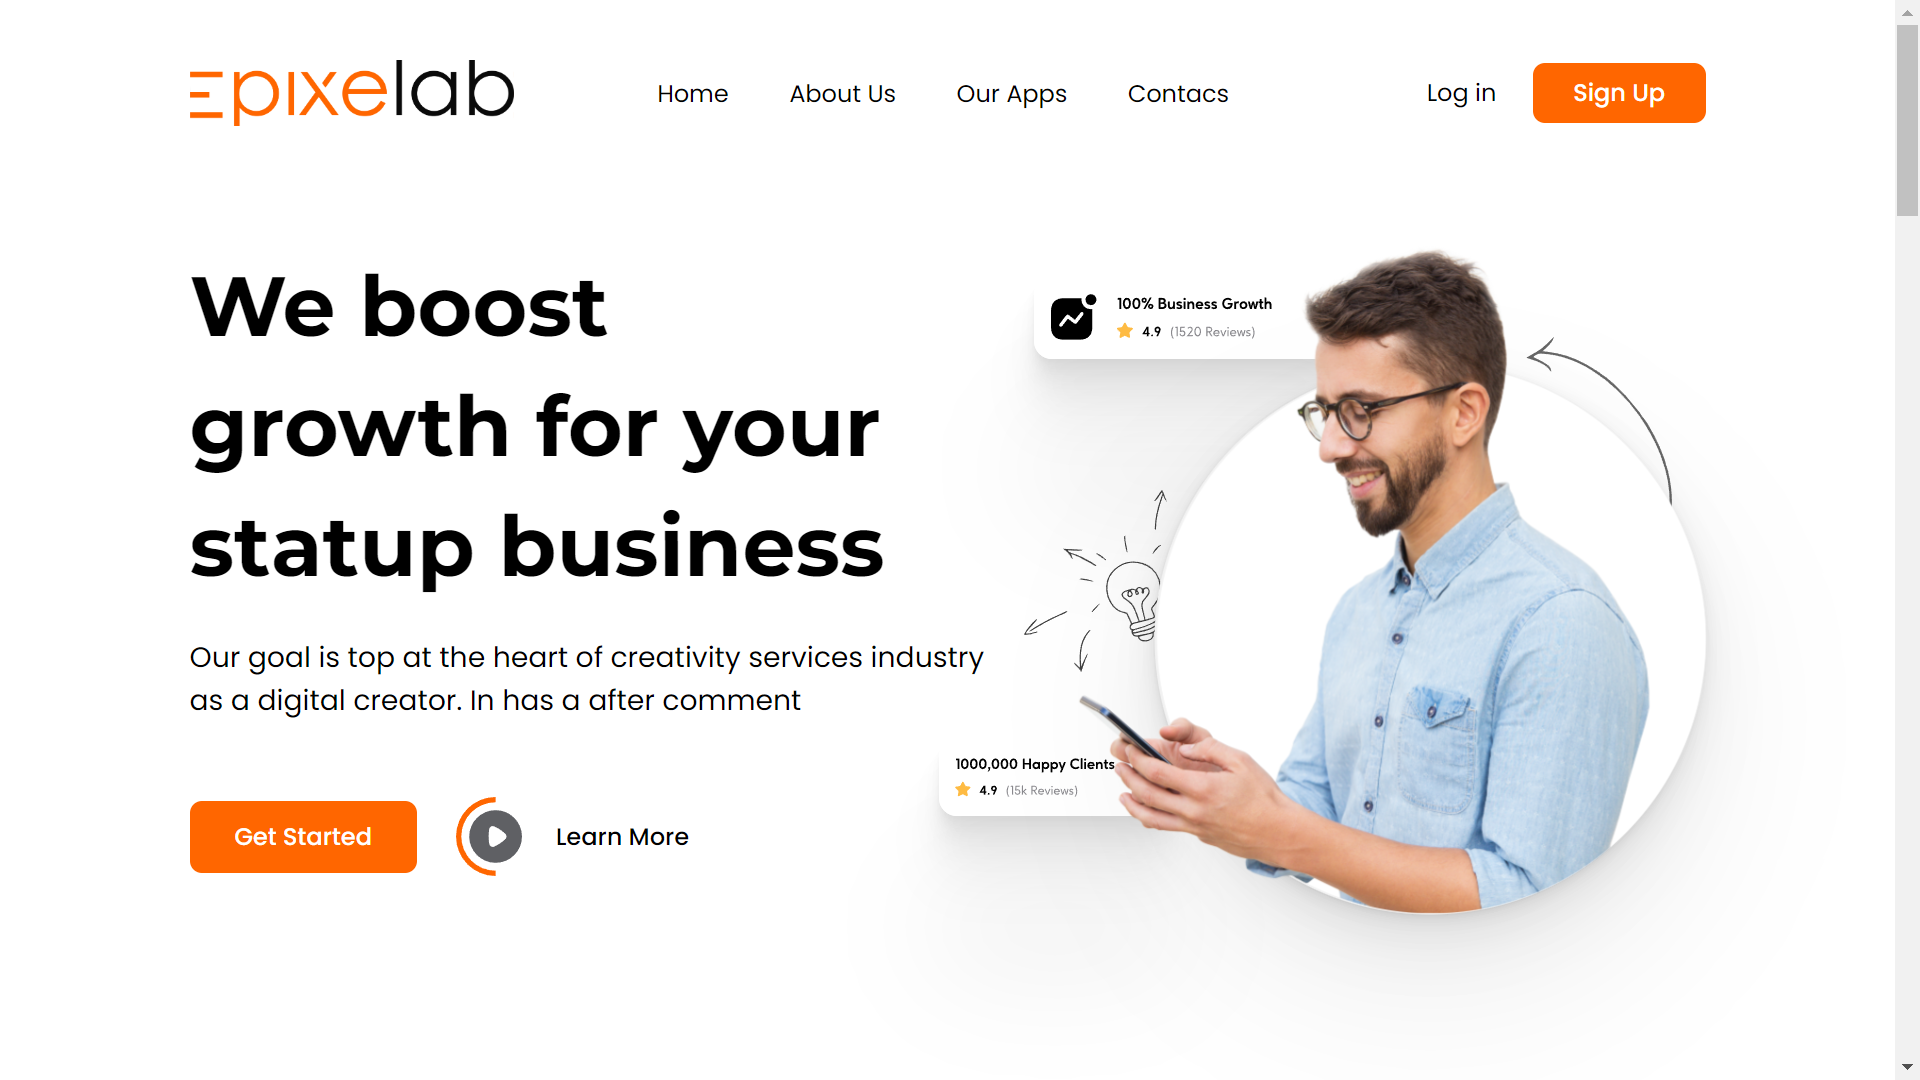 Epixelab
Home About Us Our Apps Contacs Log in Sign Up
We boost
growth for your
statup business
Our goal is top at the heart of creativity services industry
as a digital creator. In has a after comment
Get Started Learn More
100% Business Growth
4.9 (1520 Reviews)
1000,000 Happy Clients
4.9 (15k Reviews)